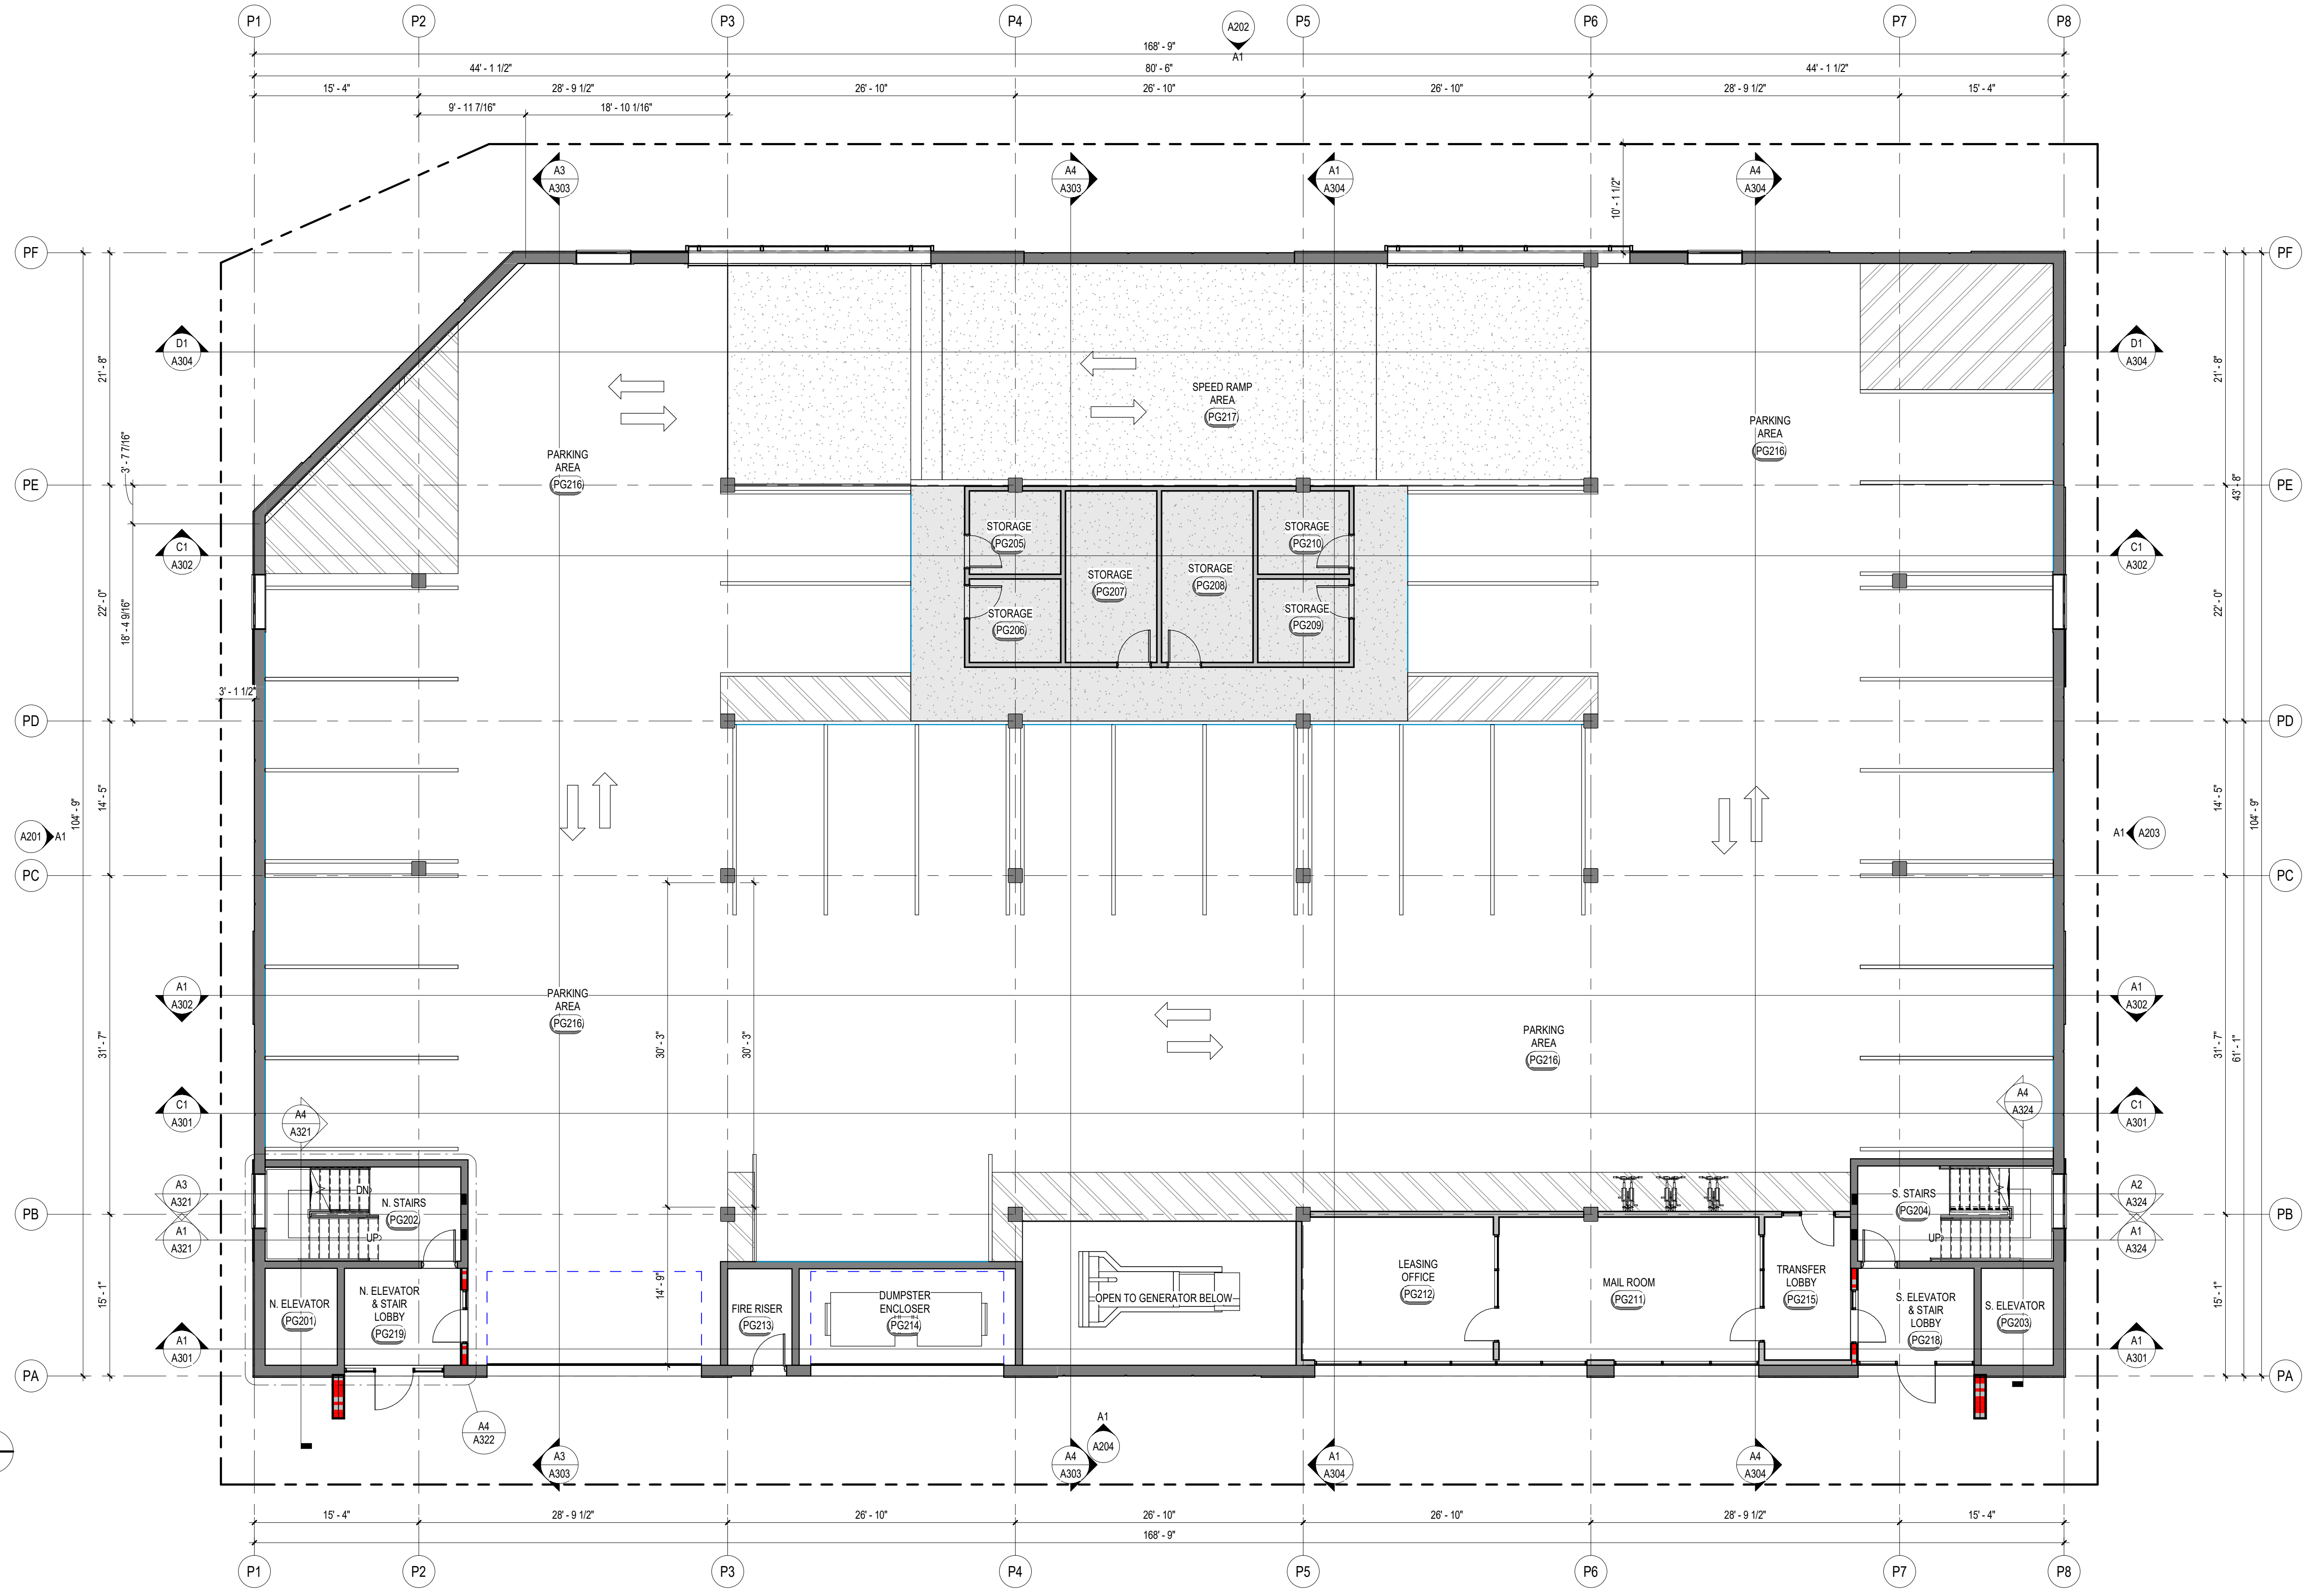 P1
P2
P3
P4
P5
P6
P7
P8
A202
A1
168' - 9"
44' - 1 1/2"
80' - 6"
44' - 1 1/2"
15' - 4"
28' - 9 1/2"
26' - 10"
26' - 10"
26' - 10"
28' - 9 1/2"
15' - 4"
9' - 11 7/16"
18' - 10 1/16"
A3
A303
A4
A303
A1
A304
A4
A304
10' - 1 1/2"
PF
PF
D1
A304
D1
A304
21' - 8"
21' - 8"
SPEED RAMP
AREA
PG217
PARKING
AREA
PG216
PARKING
AREA
PG216
3' - 7 7/16"
PE
PE
43' - 8"
C1
A302
C1
A302
STORAGE
PG205
STORAGE
PG206
STORAGE
PG207
STORAGE
PG208
STORAGE
PG210
STORAGE
PG209
22' - 0"
18' - 4 9/16"
22' - 0"
3' - 1 1/2"
PD
PD
14' - 5"
14' - 5"
104' - 9"
104' - 9"
A201
A1
A1
A203
PC
PC
A1
A302
A1
A302
PARKING
AREA
PG216
PARKING
AREA
PG216
30' - 3"
30' - 3"
31' - 7"
31' - 7"
61' - 1"
C1
A301
C1
A301
A4
A321
A4
A324
A3
A321
A1
A321
A2
A324
A1
A324
PB
PB
DN
UP
N. STAIRS
PG202
S. STAIRS
PG204
UP
15' - 1"
14' - 9"
15' - 1"
N. ELEVATOR
PG201
N. ELEVATOR
& STAIR
LOBBY
PG219
FIRE RISER
PG213
DUMPSTER
ENCLOSER
PG214
OPEN TO GENERATOR BELOW
LEASING
OFFICE
PG212
MAIL ROOM
PG211
TRANSFER
LOBBY
PG215
S. ELEVATOR
& STAIR
LOBBY
PG218
S. ELEVATOR
PG203
A1
A301
A1
A301
PA
PA
A4
A322
A1
A204
A3
A303
A4
A303
A1
A304
A4
A304
15' - 4"
28' - 9 1/2"
26' - 10"
26' - 10"
26' - 10"
28' - 9 1/2"
15' - 4"
168' - 9"
P1
P2
P3
P4
P5
P6
P7
P8